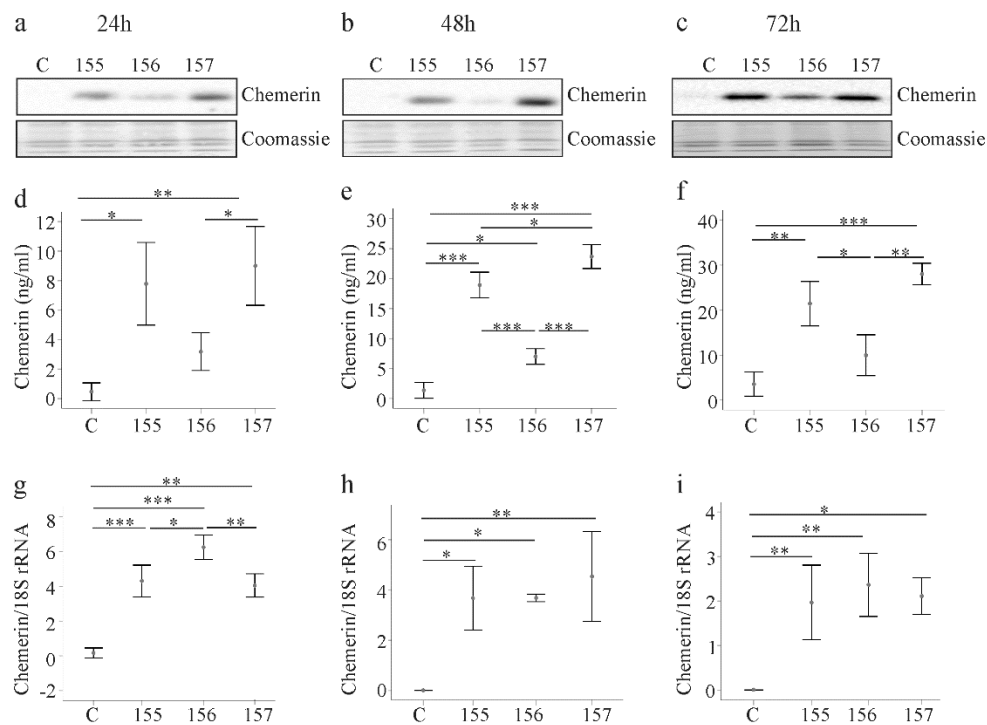 a 24h
b 48h
c 72h
C 155 156 157
Chemerin
Coomassie
C 155 156 157
Chemerin
Coomassie
C 155 156 157
Chemerin
Coomassie
d
Chemerin (ng/ml)
12
10
8
6
4
2
0
**
*
*
C 155 156 157
e
Chemerin (ng/ml)
30
25
20
15
10
5
0
***
*
*
***
***
***
C 155 156 157
f
Chemerin (ng/ml)
40
30
20
10
0
***
**
*
**
C 155 156 157
g
Chemerin/18S rRNA
8
6
4
2
0
-2
**
***
***
*
**
C 155 156 157
h
Chemerin/18S rRNA
6
4
2
0
**
*
*
C 155 156 157
i
Chemerin/18S rRNA
4
3
2
1
0
*
**
**
C 155 156 157